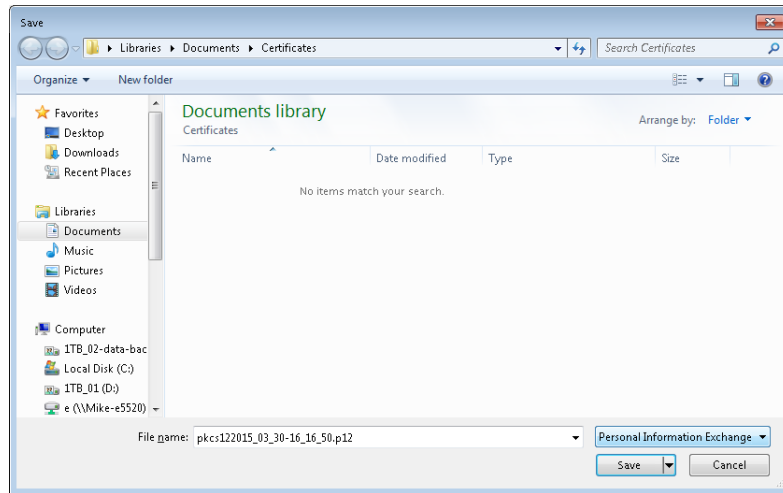 Save
Libraries Documents Certificates Search Certificates
Organize New folder
Favorites
Desktop
Downloads
Recent Places
Libraries
Documents
Music
Pictures
Videos
Computer
1TB_02-data-bac
Local Disk (C:)
1TB_01 (D:)
e (\\Mike-e5520)
Documents library
Certificates
Arrange by: Folder
Name Date modified Type Size
No items match your search.
File name: pkcs122015_03_30-16_16_50.p12 Personal Information Exchange
Save Cancel